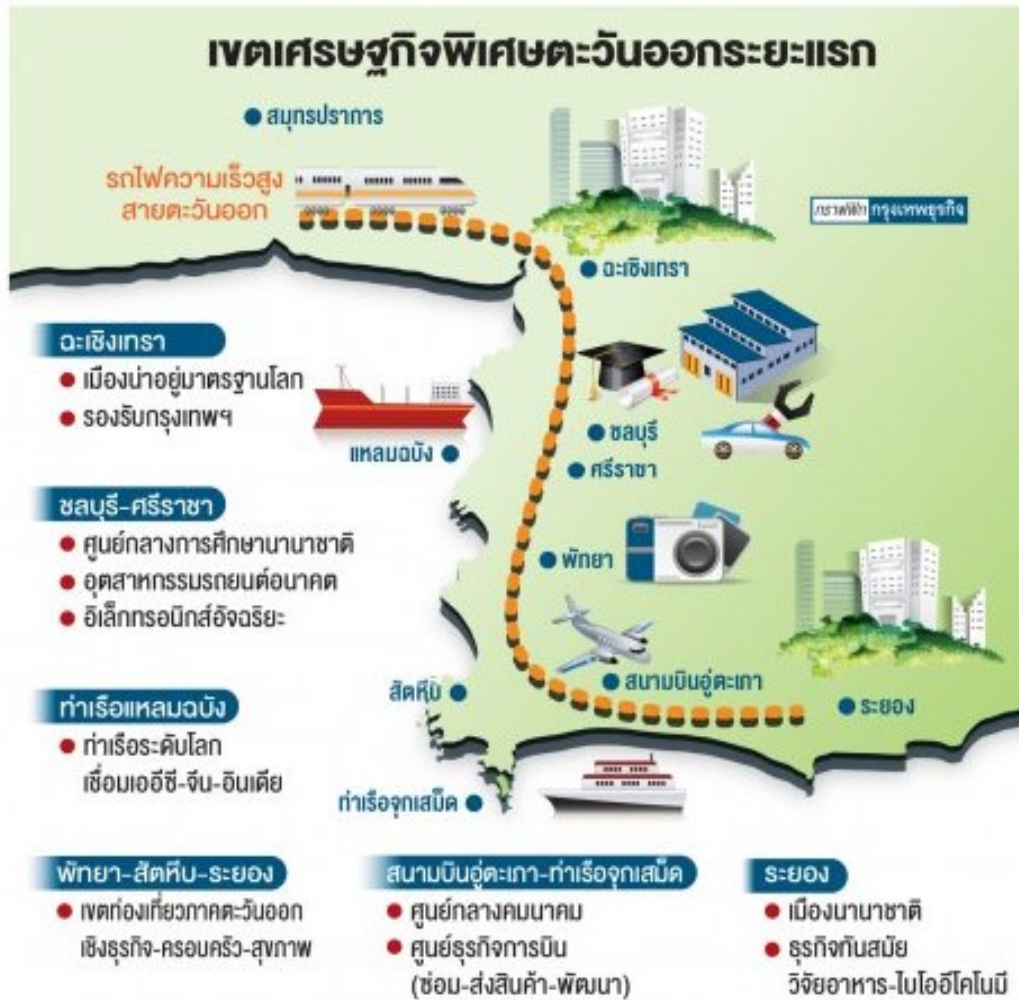 เขตเศรษฐกิจพิเศษตะวันออกระยะแรก
สมุทรปราการ
รถไฟความเร็วสูง
สายตะวันออก
กราฟฟิก กรุงเทพธุรกิจ
ฉะเชิงเทรา
ฉะเชิงเทรา
เมืองน่าอยู่มาตรฐานโลก
รองรับกรุงเทพฯ
แหลมฉบัง
ชลบุรี
ศรีราชา
ชลบุรี-ศรีราชา
ศูนย์กลางการศึกษานานาชาติ
อุตสาหกรรมรถยนต์อนาคต
อิเล็กทรอนิกส์อัจฉริยะ
พัทยา
สนามบินอู่ตะเภา
สัตหีบ
ระยอง
ท่าเรือแหลมฉบัง
ท่าเรือระดับโลก
เชื่อมเออีซี-จีน-อินเดีย
ท่าเรือจุกเสม็ด
พัทยา-สัตหีบ-ระยอง
เขตท่องเที่ยวภาคตะวันออก
เชิงธุรกิจ-ครอบครัว-สุขภาพ
สนามบินอู่ตะเภา-ท่าเรือจุกเสม็ด
ศูนย์กลางคมนาคม
ศูนย์ธุรกิจการบิน
(ซ่อม-ส่งสินค้า-พัฒนา)
ระยอง
เมืองนานาชาติ
ธุรกิจทันสมัย
วิจัยอาหาร-ไบโออีโคโนมี